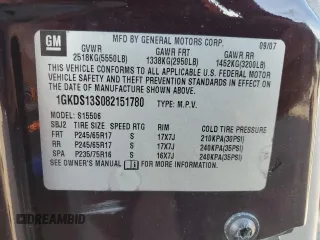 GM
MFD BY GENERAL MOTORS CORP.
09/07
GVWR GAWR FRT GAWR RR
2518KG(5550LB) 1338KG(2950LB) 1452KG(3200LB)
THIS VEHICLE CONFORMS TO ALL APPLICABLE U.S. FEDERAL MOTOR
VEHICLE SAFETY AND THEFT PREVENTION STANDARDS IN EFFECT ON
THE DATE OF MANUFACTURE SHOWN ABOVE.
1GKDS13S082151780 TYPE: M.P.V.
MODEL: S15506
SBJ2 TIRE SIZE SPEED RTG RIM COLD TIRE PRESSURE
FRT P245/65R17 S 17X7J 210KPA(30PSI)
RR P245/65R17 S 17X7J 240KPA(35PSI)
SPA P235/75R16 S 16X7J 240KPA(35PSI)
SEE OWNER'S MANUAL FOR MORE INFORMATION.
AUTOBIDMASTER